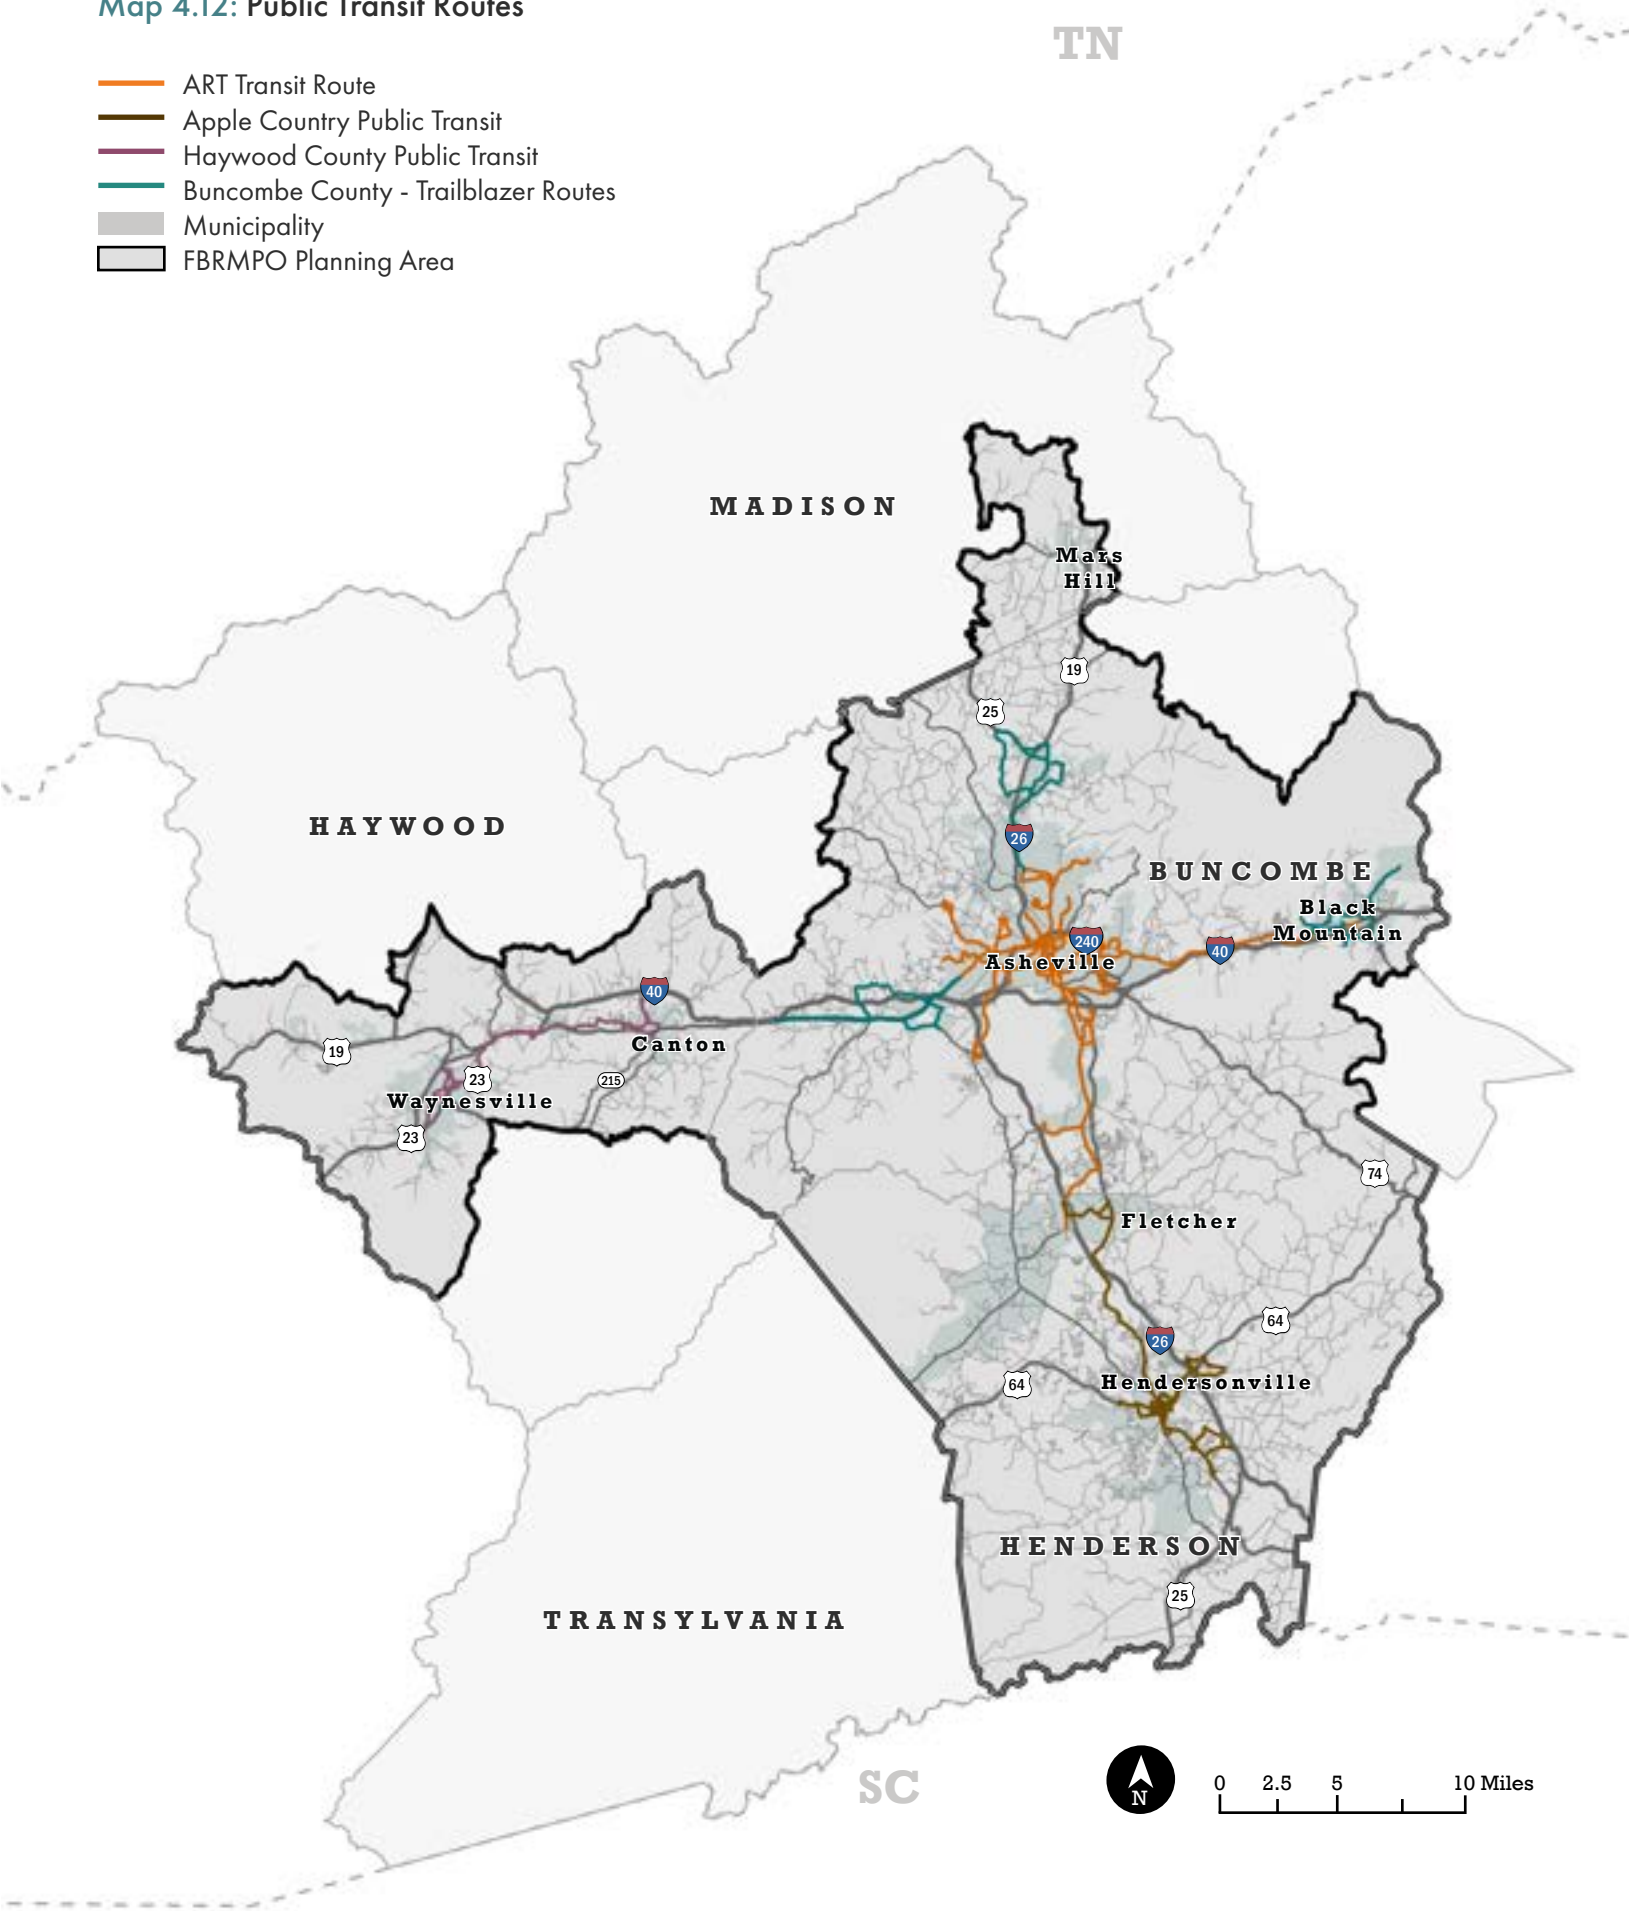 Map 4.12: Public Transit Routes
TN
ART Transit Route
Apple Country Public Transit
Haywood County Public Transit
Buncombe County - Trailblazer Routes
Municipality
FBRMPO Planning Area
MADISON
Mars
Hill
19
25
HAYWOOD
26
BUNCOMBE
Black
Mountain
240
40
Asheville
40
19
Canton
23
215
Waynesville
23
74
Fletcher
64
26
64
Hendersonville
HENDERSON
25
TRANSYLVANIA
SC
N
0 2.5 5 10 Miles